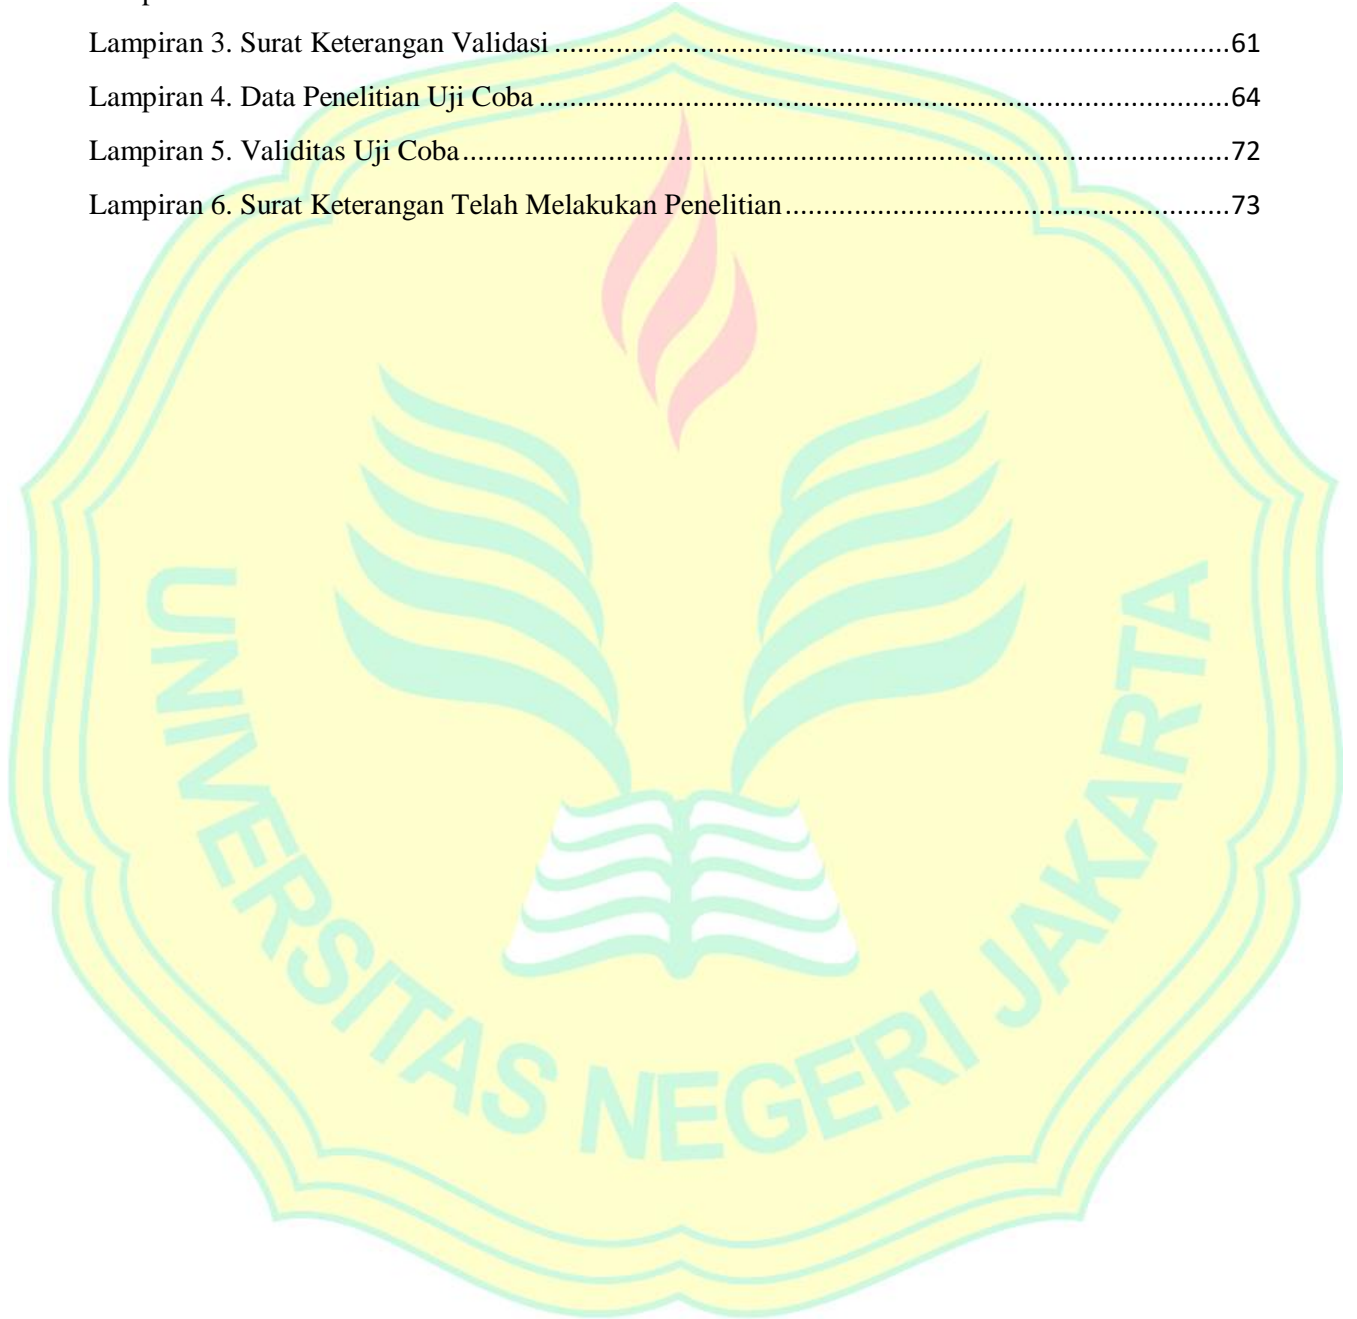 Lampiran 3. Surat Keterangan Validasi ........................................................................................61
Lampiran 4. Data Penelitian Uji Coba ..........................................................................................64
Lampiran 5. Validitas Uji Coba....................................................................................................72
Lampiran 6. Surat Keterangan Telah Melakukan Penelitian..........................................................73
UNIVERSITAS NEGERI JAKARTA